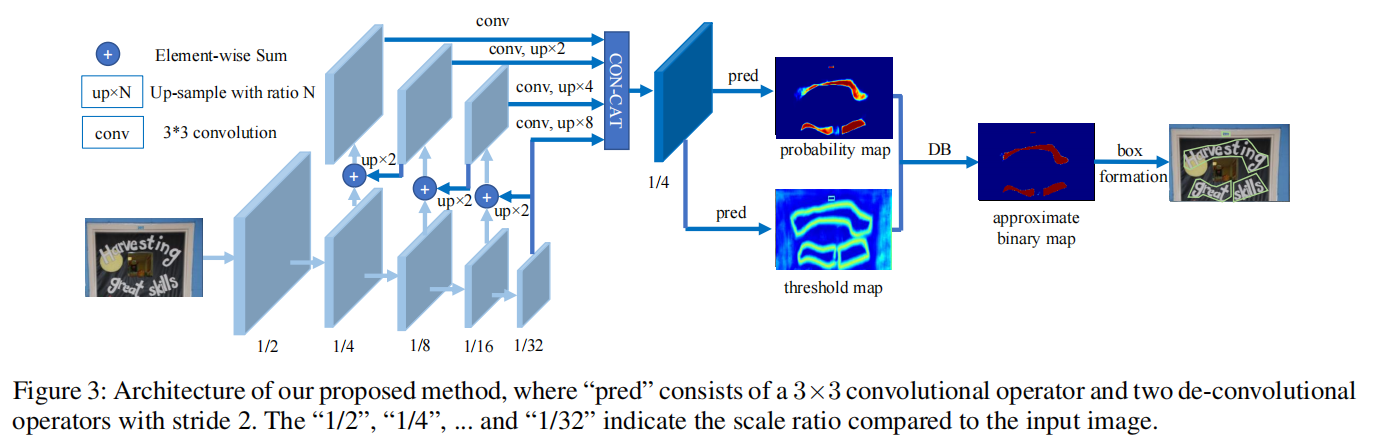 conv
Element-wise Sum
conv, up×2
up×N Up-sample with ratio N
conv, up×4
CON-CAT
pred
conv 3*3 convolution
conv, up×8
probability map
up×2
DB
box
formation
Harvesting
great skills
1/4
up×2
up×2
pred
approximate
binary map
Harvesting
great skills
threshold map
1/2
1/4
1/8
1/16
1/32
Figure 3: Architecture of our proposed method, where “pred” consists of a 3×3 convolutional operator and two de-convolutional
operators with stride 2. The “1/2”, “1/4”, ... and “1/32” indicate the scale ratio compared to the input image.